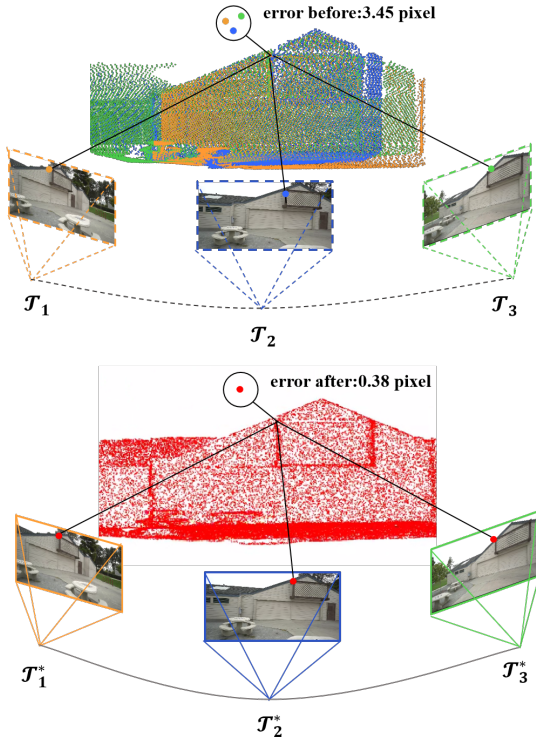 error before:3.45 pixel
𝒯₁
𝒯₂
𝒯₃
error after:0.38 pixel
𝒯₁*
𝒯₂*
𝒯₃*